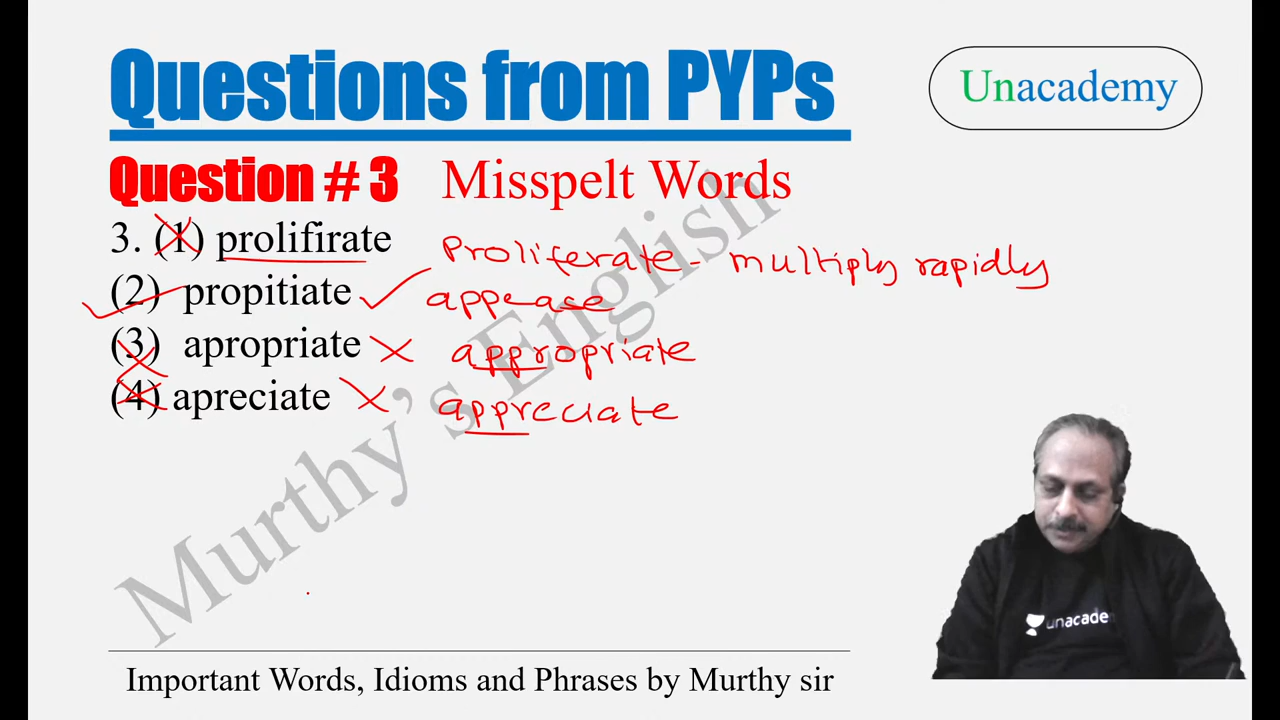 Questions from PYPs
Unacademy
Question # 3 Misspelt Words
3. (1) prolifirate
Proliferate - multiply rapidly
(2) propitiate
appease
(3) apropriate
appropriate
(4) apreciate
appreciate
Murthy's English
unacade
Important Words, Idioms and Phrases by Murthy sir